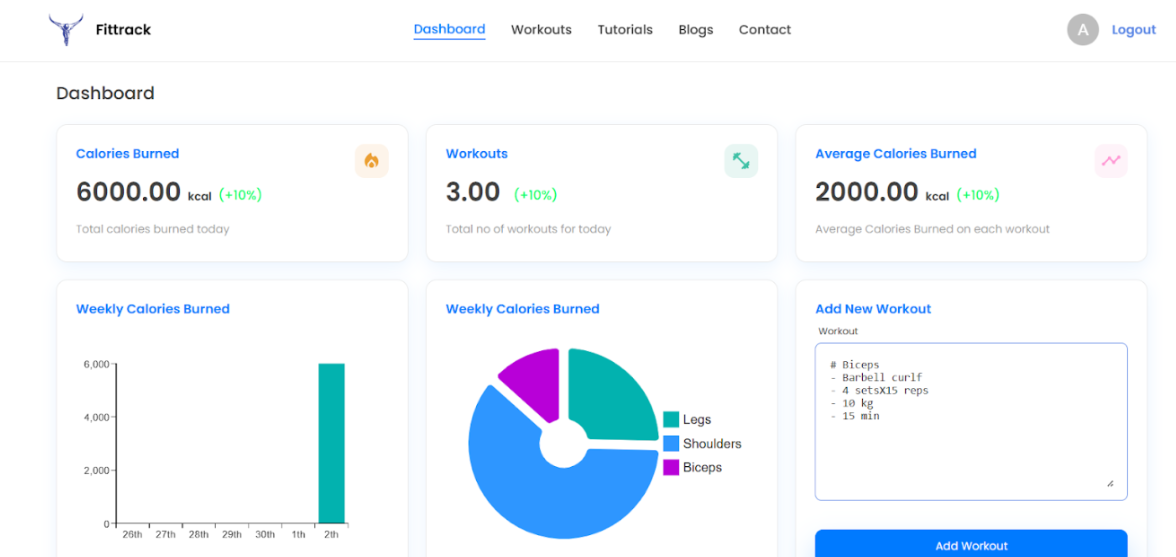 Fittrack
Dashboard Workouts Tutorials Blogs Contact
A Logout
Dashboard
Calories Burned
6000.00 kcal (+10%)
Total calories burned today
Workouts
3.00 (+10%)
Total no of workouts for today
Average Calories Burned
2000.00 kcal (+10%)
Average Calories Burned on each workout
Weekly Calories Burned
6,000
4,000
2,000
0
26th 27th 28th 29th 30th 1th 2th
Weekly Calories Burned
Legs
Shoulders
Biceps
Add New Workout
Workout
# Biceps
- Barbell curlf
- 4 setsX15 reps
- 10 kg
- 15 min
Add Workout